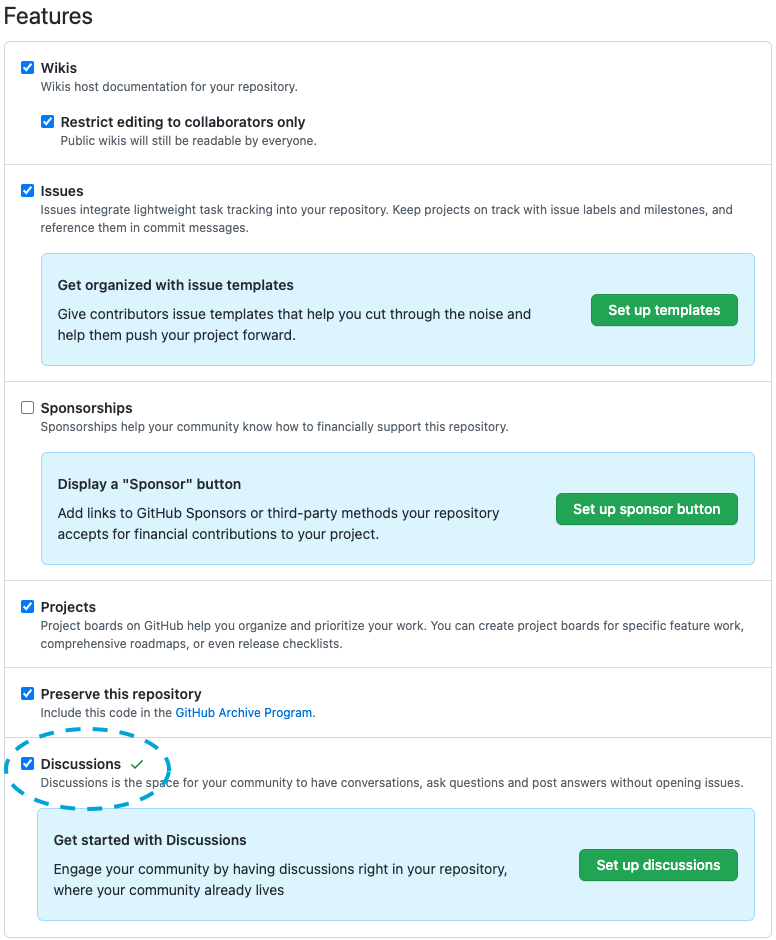 Features
Wikis
Wikis host documentation for your repository.
Restrict editing to collaborators only
Public wikis will still be readable by everyone.
Issues
Issues integrate lightweight task tracking into your repository. Keep projects on track with issue labels and milestones, and
reference them in commit messages.
Get organized with issue templates
Give contributors issue templates that help you cut through the noise and
help them push your project forward.
Set up templates
Sponsorships
Sponsorships help your community know how to financially support this repository.
Display a "Sponsor" button
Add links to GitHub Sponsors or third-party methods your repository
accepts for financial contributions to your project.
Set up sponsor button
Projects
Project boards on GitHub help you organize and prioritize your work. You can create project boards for specific feature work,
comprehensive roadmaps, or even release checklists.
Preserve this repository
Include this code in the GitHub Archive Program.
Discussions
Discussions is the space for your community to have conversations, ask questions and post answers without opening issues.
Get started with Discussions
Engage your community by having discussions right in your repository,
where your community already lives
Set up discussions